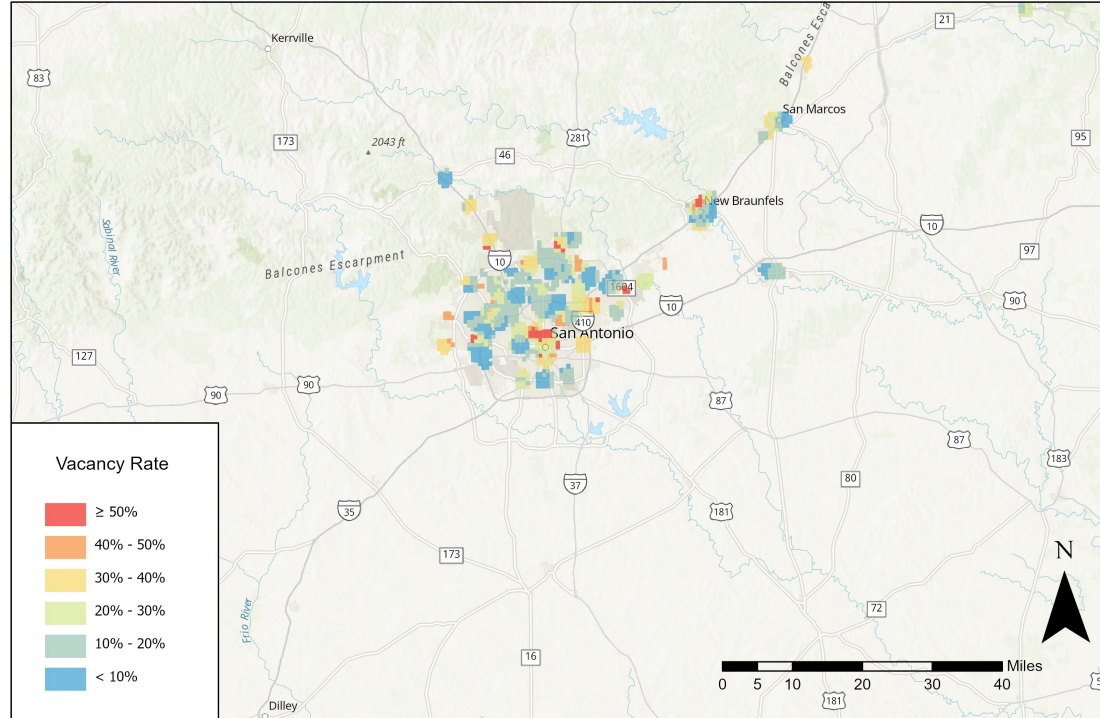 Balcones Esca
21
Kerrville
83
San Marcos
281
95
173
2043 ft
46
New Braunfels
Sabinal River
10
97
Balcones Escarpment
10
1604
90
10
410
San Antonio
127
90
90
87
87
183
Vacancy Rate
80
37
≥ 50%
35
181
40% - 50%
N
173
30% - 40%
20% - 30%
72
Frio River
10% - 20%
16
Miles
< 10%
0 5 10 20 30 40
5
181
Dilley